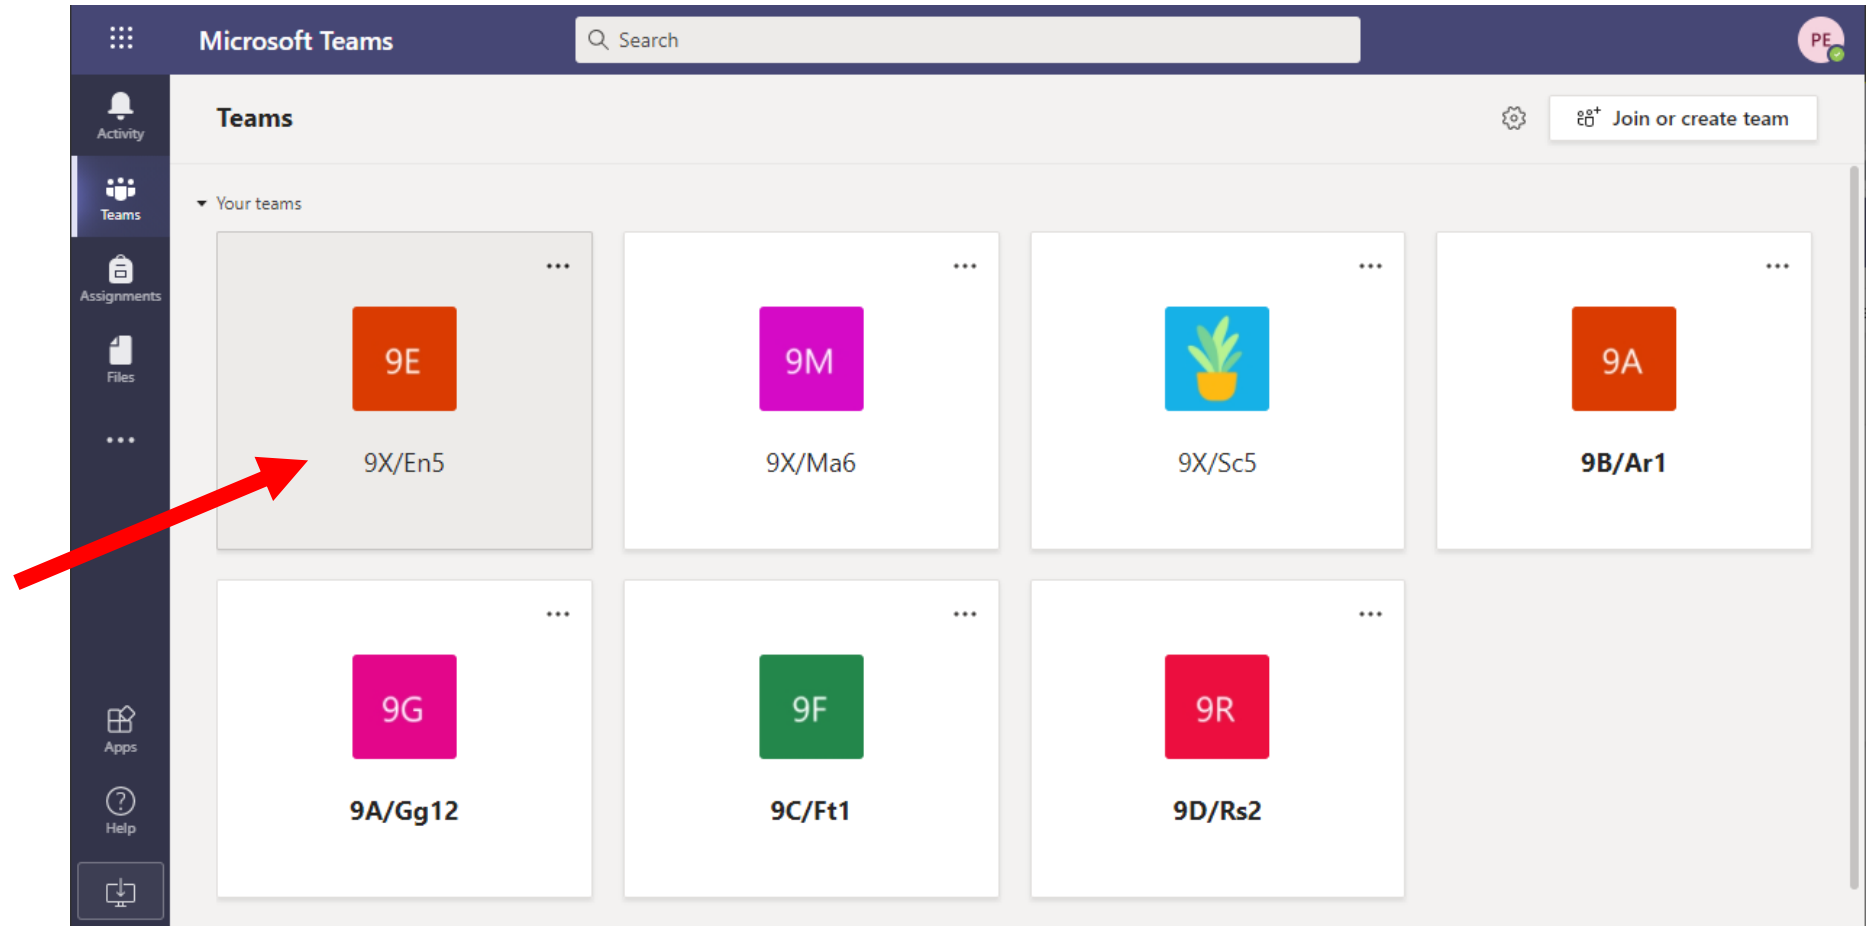 Microsoft Teams
Search
PE
Activity
Teams
Assignments
Files
Apps
Help
Teams
Join or create team
Your teams
9E
9X/En5
9M
9X/Ma6
9X/Sc5
9A
9B/Ar1
9G
9A/Gg12
9F
9C/Ft1
9R
9D/Rs2